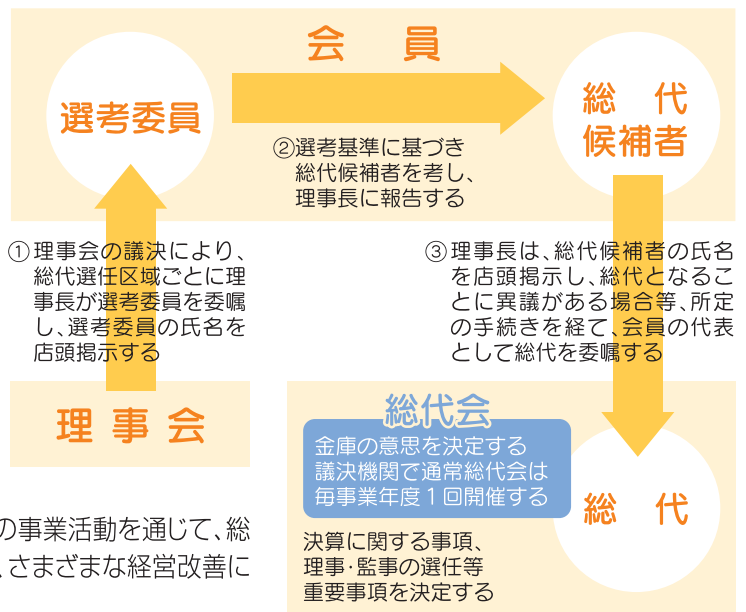 会員
選考委員
総代
候補者
②選考基準に基づき
総代候補者を考し、
理事長に報告する
①理事会の議決により、
総代選任区域ごとに理
事長が選考委員を委嘱
し、選考委員の氏名を
店頭掲示する
③理事長は、総代候補者の氏名
を店頭掲示し、総代となるこ
とに異議がある場合等、所定
の手続きを経て、会員の代表
として総代を委嘱する
理事会
総代会
金庫の意思を決定する
議決機関で通常総代会は
毎事業年度1回開催する
総代
決算に関する事項、
理事・監事の選任等
重要事項を決定する
の事業活動を通じて、総
、さまざまな経営改善に